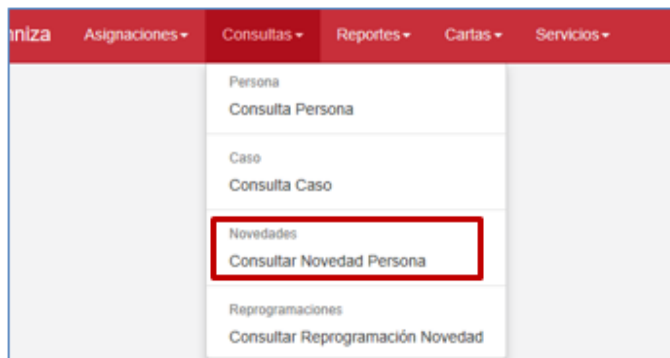 nniza Asignaciones Consultas Reportes Cartas Servicios
Persona
Consulta Persona
Caso
Consulta Caso
Novedades
Consultar Novedad Persona
Reprogramaciones
Consultar Reprogramación Novedad